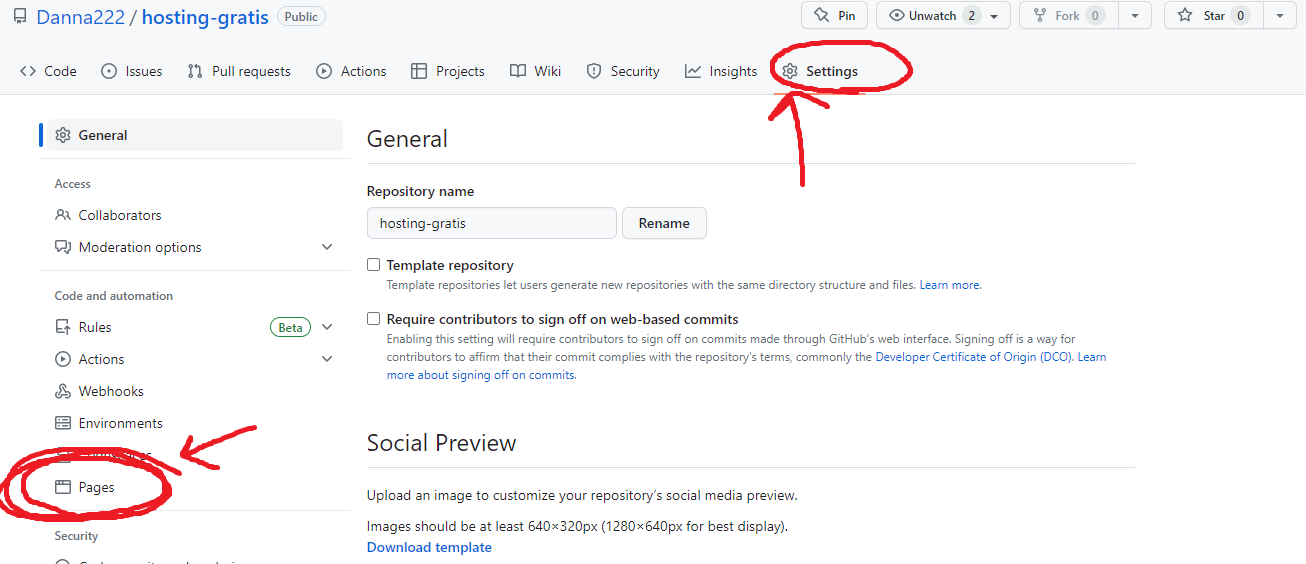 Danna222 / hosting-gratis Public Pin Unwatch 2 Fork 0 Star 0
Code Issues Pull requests Actions Projects Wiki Security Insights Settings
General
Access
Collaborators
Moderation options
Code and automation
Rules Beta
Actions
Webhooks
Environments
Pages
Security
General
Repository name
hosting-gratis Rename
Template repository
Template repositories let users generate new repositories with the same directory structure and files. Learn more.
Require contributors to sign off on web-based commits
Enabling this setting will require contributors to sign off on commits made through GitHub's web interface. Signing off is a way for
contributors to affirm that their commit complies with the repository's terms, commonly the Developer Certificate of Origin (DCO). Learn
more about signing off on commits.
Social Preview
Upload an image to customize your repository's social media preview.
Images should be at least 640×320px (1280×640px for best display).
Download template